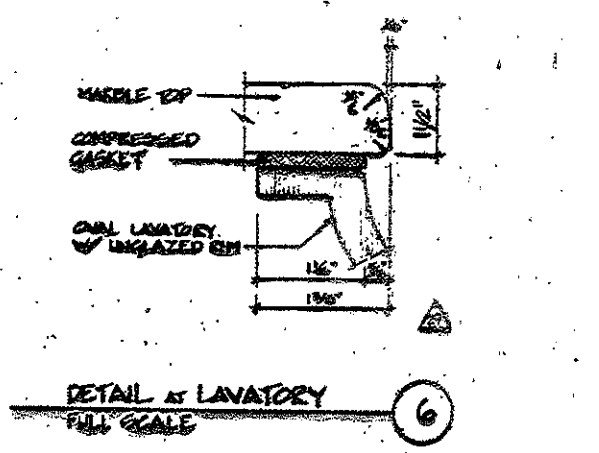 MARBLE TOP
COMPRESSED
GASKET
OVAL LAVATORY
W/ UNGLAZED RIM
1 1/2"
DETAIL AT LAVATORY
FULL SCALE
6